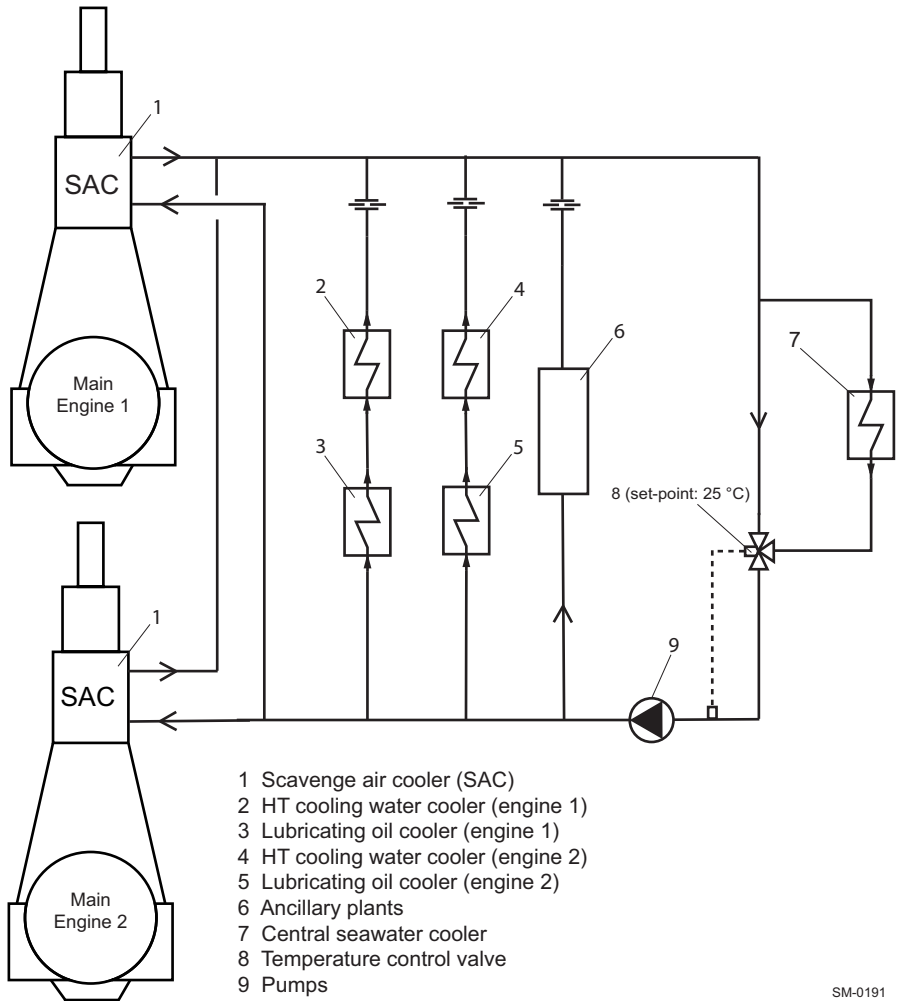 1
SAC
2
4
6
7
Main
Engine 1
3
5
8 (set-point: 25 °C)
1
9
SAC
1 Scavenge air cooler (SAC)
2 HT cooling water cooler (engine 1)
3 Lubricating oil cooler (engine 1)
4 HT cooling water cooler (engine 2)
5 Lubricating oil cooler (engine 2)
6 Ancillary plants
7 Central seawater cooler
8 Temperature control valve
9 Pumps
Main
Engine 2
SM-0191